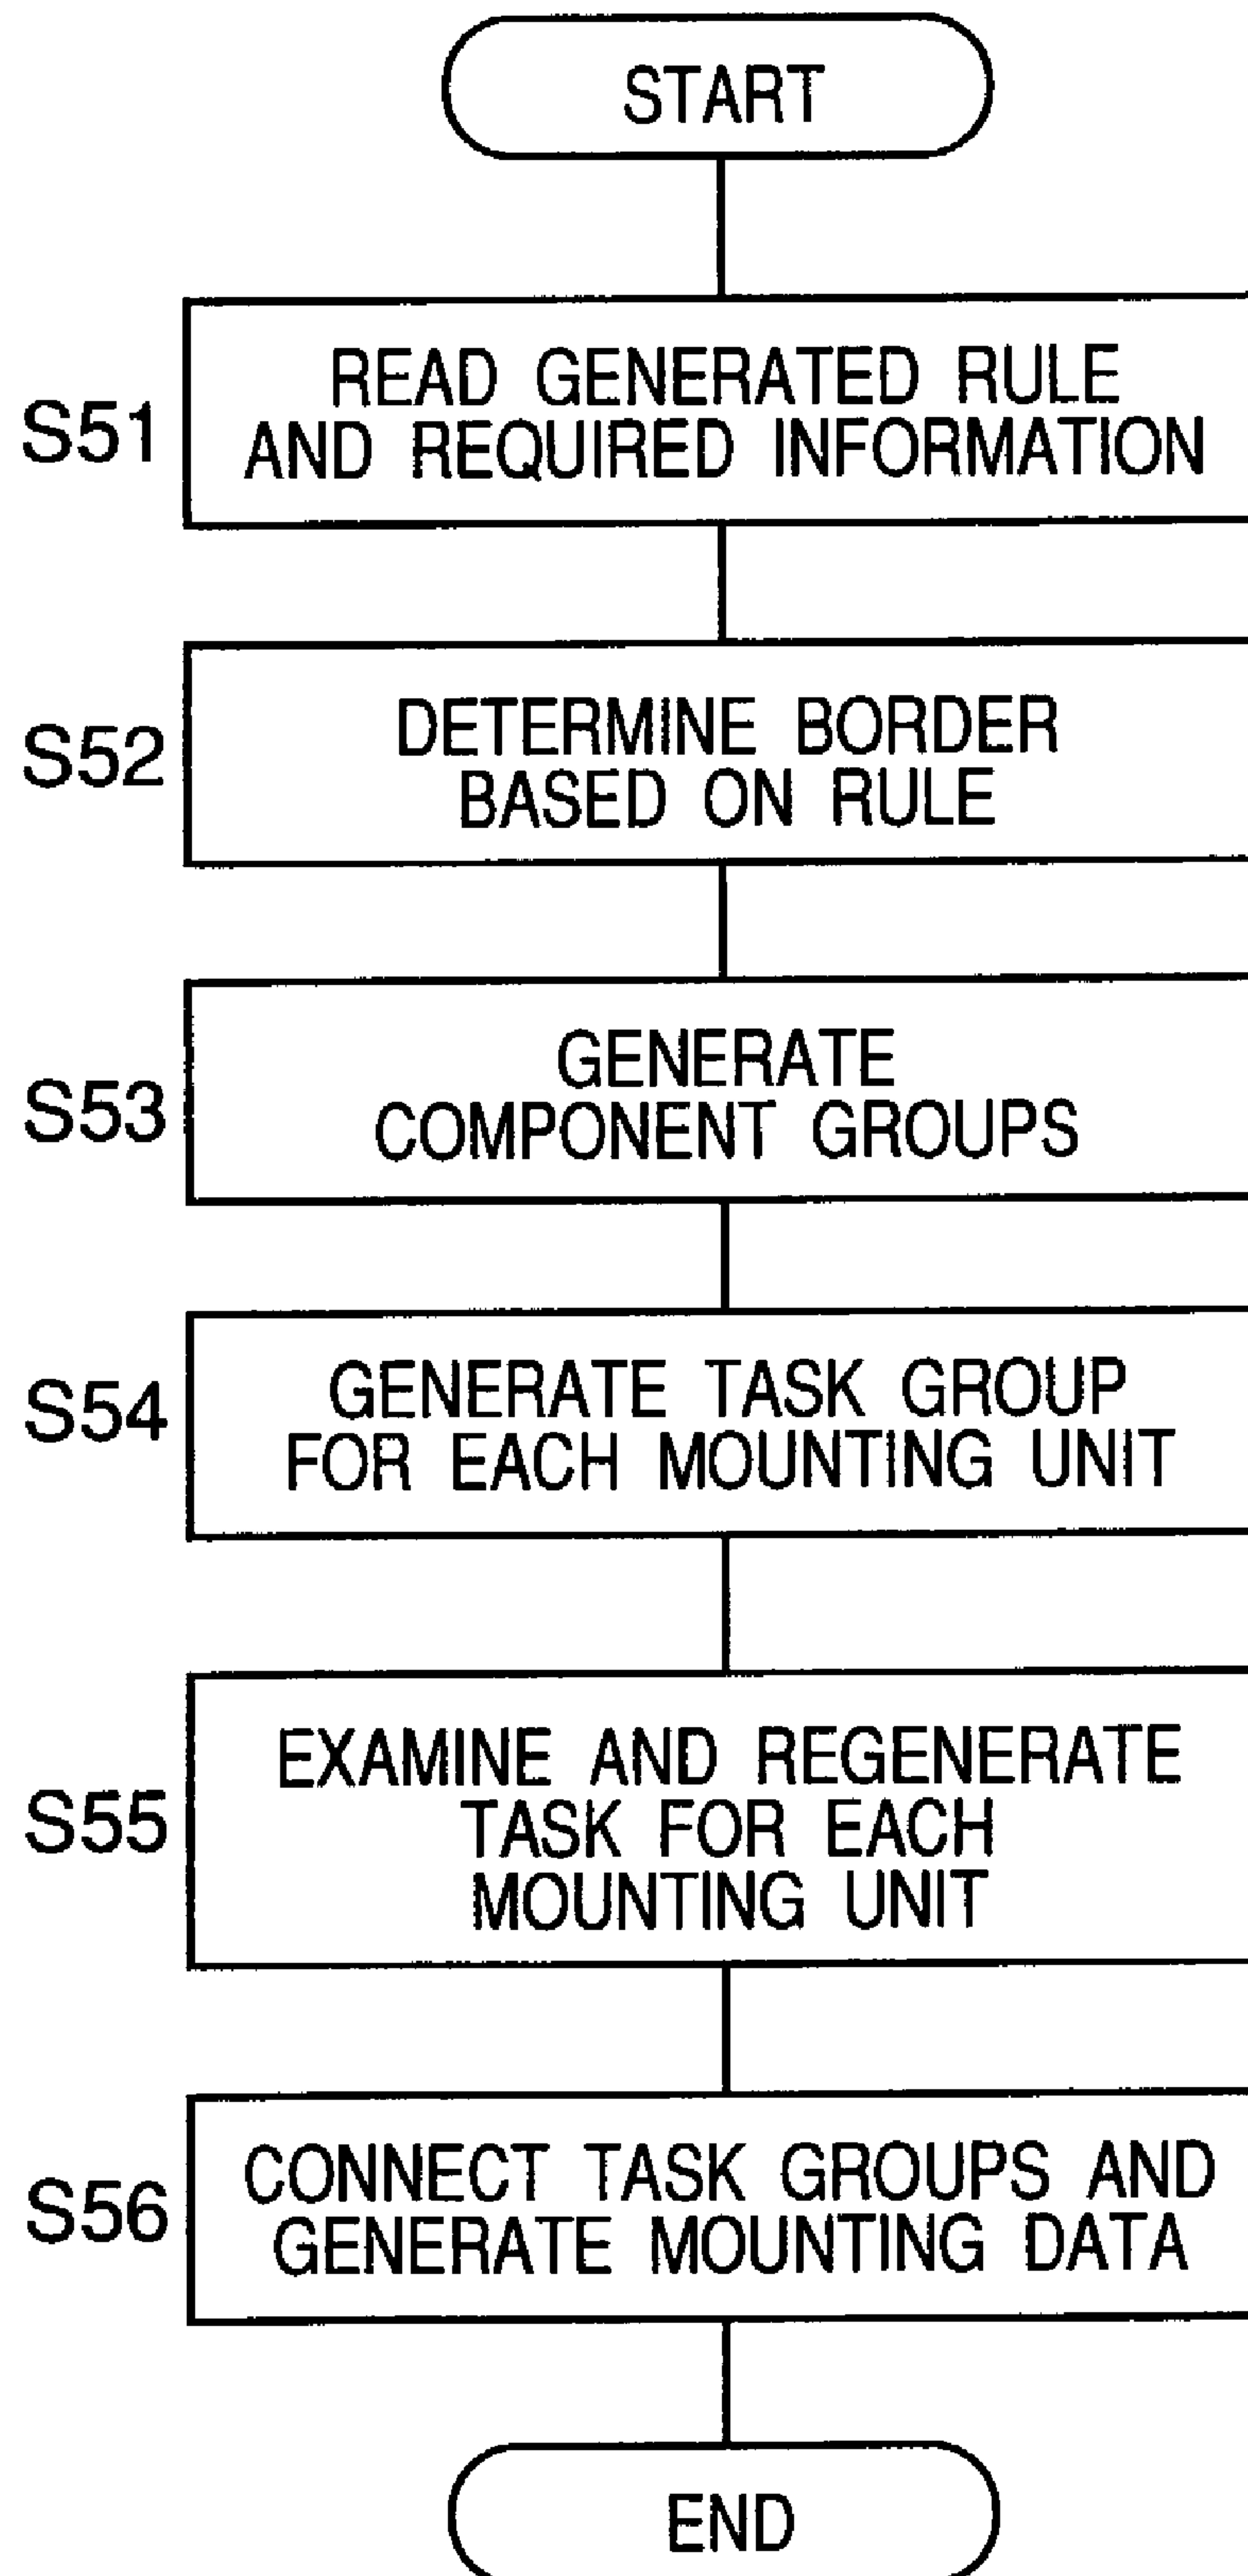 START
S51
READ GENERATED RULE
AND REQUIRED INFORMATION
S52
DETERMINE BORDER
BASED ON RULE
S53
GENERATE
COMPONENT GROUPS
S54
GENERATE TASK GROUP
FOR EACH MOUNTING UNIT
S55
EXAMINE AND REGENERATE
TASK FOR EACH
MOUNTING UNIT
S56
CONNECT TASK GROUPS AND
GENERATE MOUNTING DATA
END